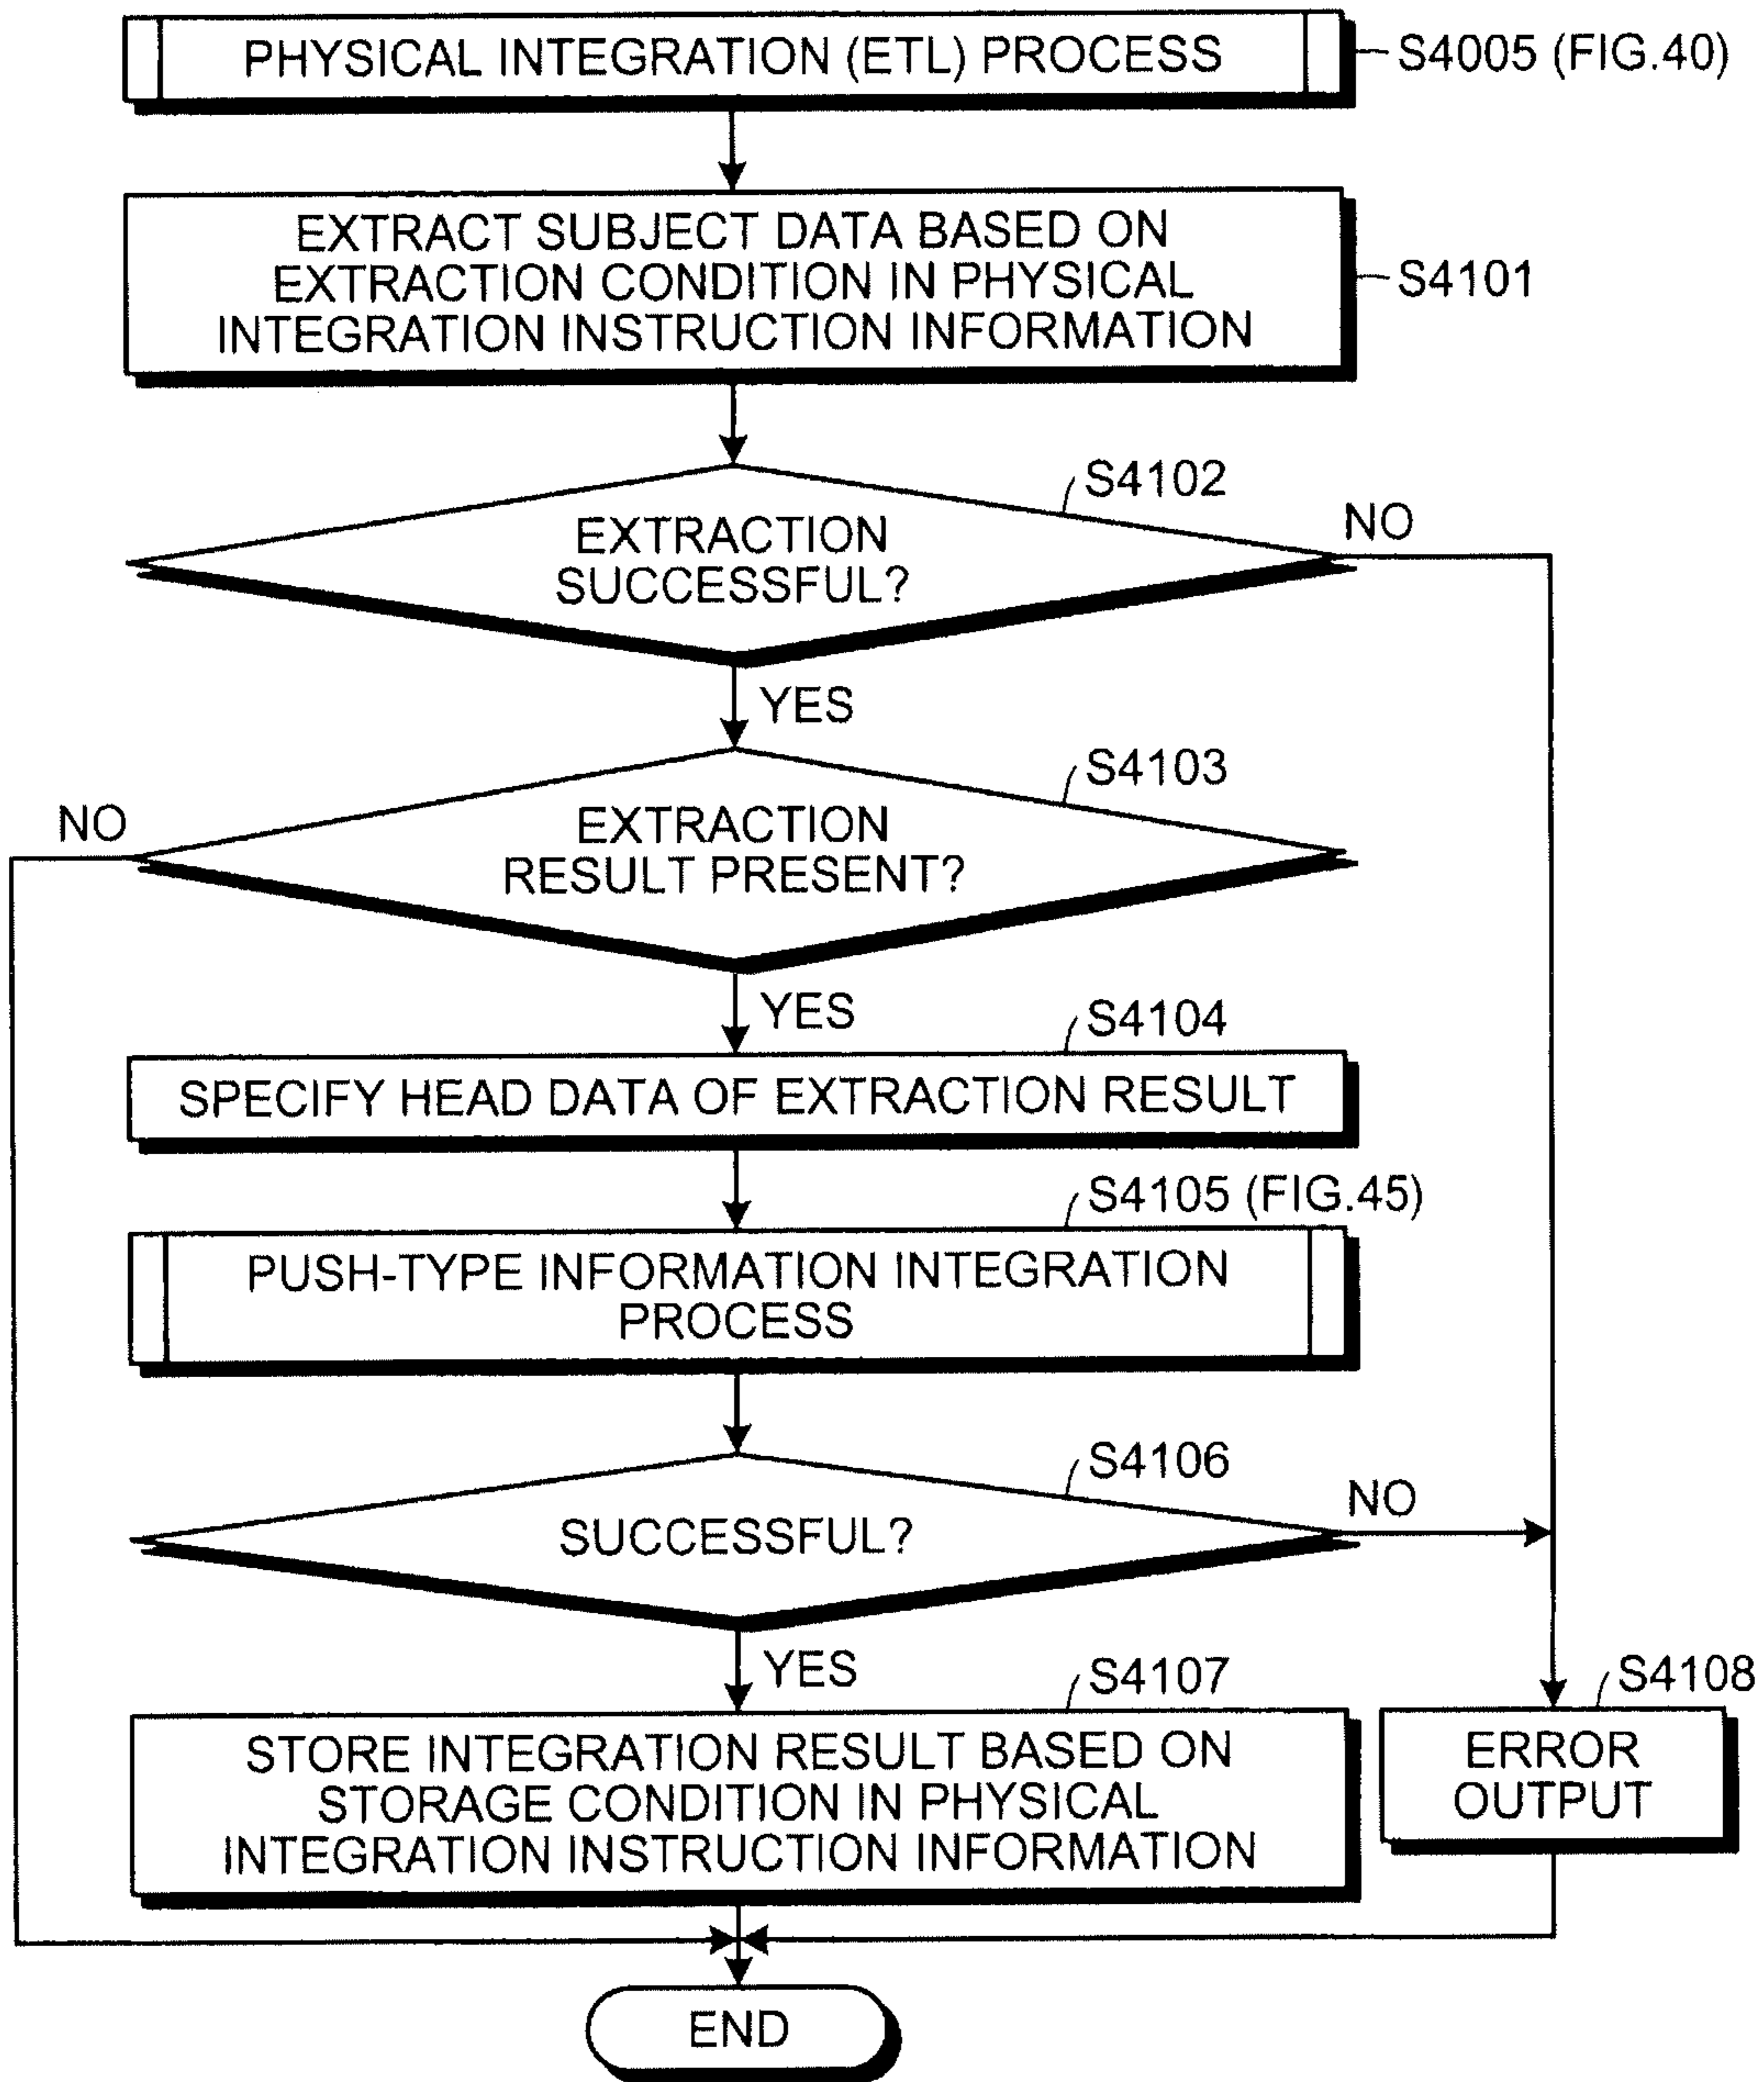 PHYSICAL INTEGRATION (ETL) PROCESS
S4005 (FIG.40)
EXTRACT SUBJECT DATA BASED ON
EXTRACTION CONDITION IN PHYSICAL
INTEGRATION INSTRUCTION INFORMATION
S4101
S4102
EXTRACTION
SUCCESSFUL?
NO
YES
S4103
NO
EXTRACTION
RESULT PRESENT?
YES
S4104
SPECIFY HEAD DATA OF EXTRACTION RESULT
S4105 (FIG.45)
PUSH-TYPE INFORMATION INTEGRATION
PROCESS
S4106
NO
SUCCESSFUL?
YES
S4107
STORE INTEGRATION RESULT BASED ON
STORAGE CONDITION IN PHYSICAL
INTEGRATION INSTRUCTION INFORMATION
S4108
ERROR
OUTPUT
END